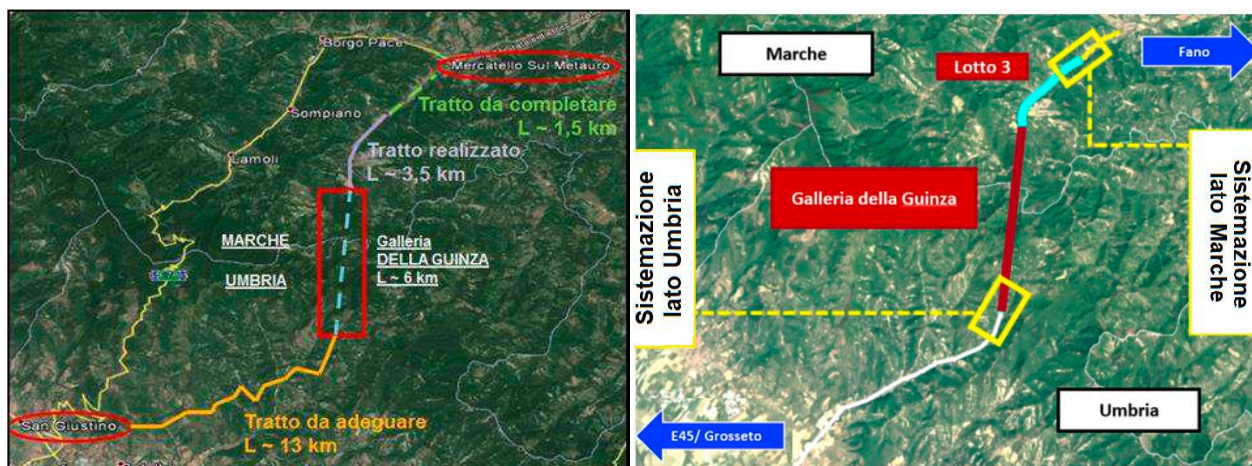 Borgo Pace
Mercatello Sul Metauro
Tratto da completare
L ~ 1,5 km
Sompiano
Tratto realizzato
L ~ 3,5 km
Lamoli
MARCHE
UMBRIA
Galleria
DELLA GUINZA
L ~ 6 km
San Giustino
Tratto da adeguare
L ~ 13 km
Marche
Lotto 3
Fano
Galleria della Guinza
Sistemazione
lato Umbria
Sistemazione
lato Marche
Umbria
E45/ Grosseto